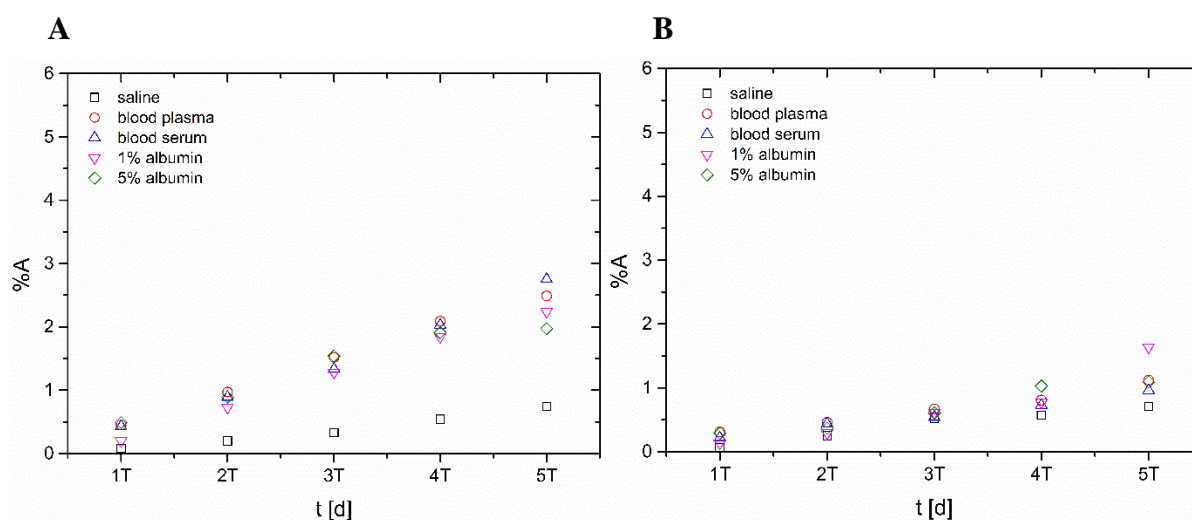 A
6
5
4
3
2
1
0
%A
saline
blood plasma
blood serum
1% albumin
5% albumin
1T 2T 3T 4T 5T
t [d]
B
6
5
4
3
2
1
0
%A
saline
blood plasma
blood serum
1% albumin
5% albumin
1T 2T 3T 4T 5T
t [d]